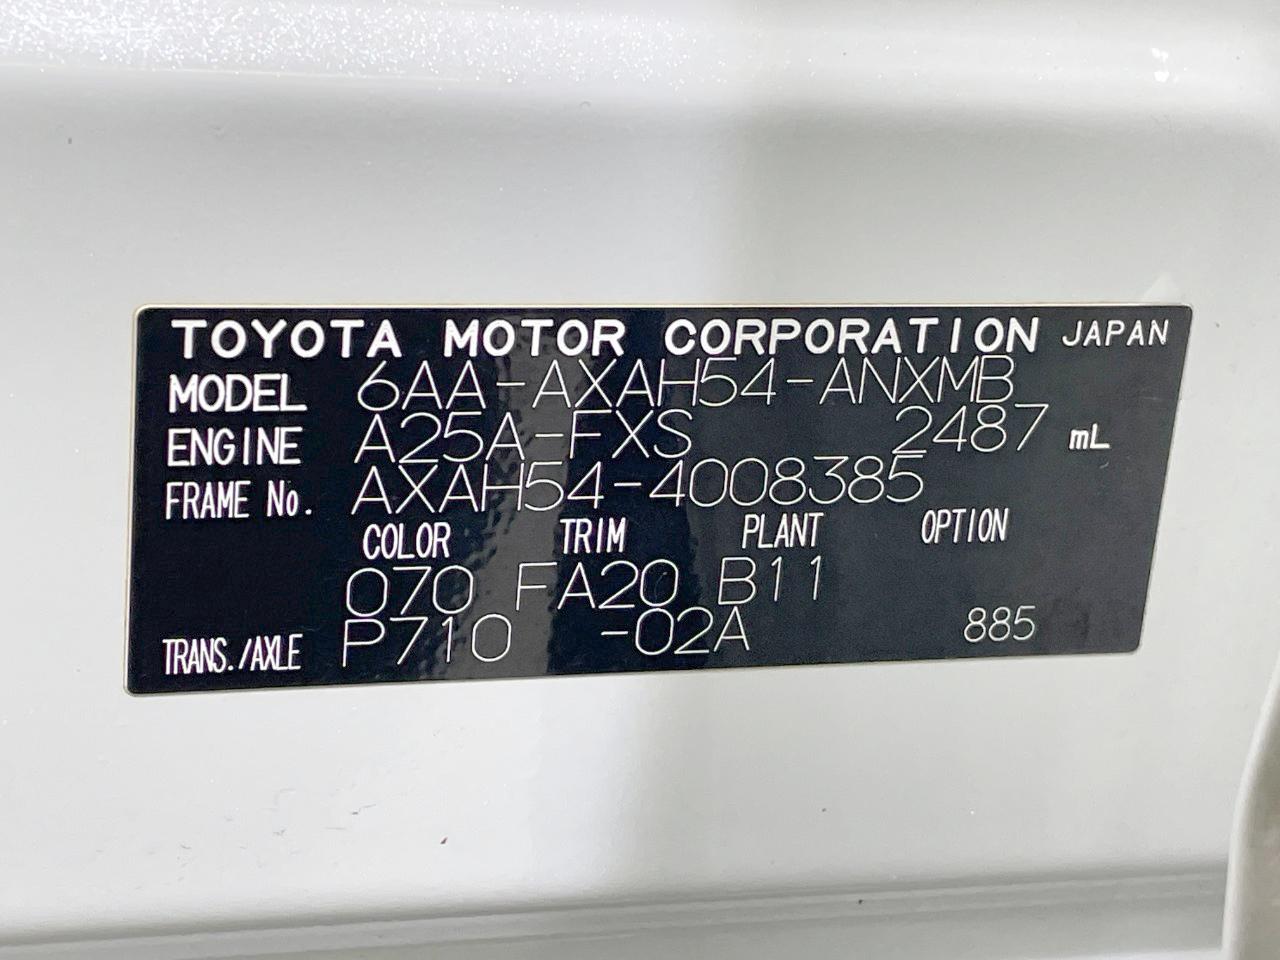 TOYOTA MOTOR CORPORATION JAPAN
MODEL 6AA-AXAH54-ANXMB
ENGINE A25A-FXS 2487 mL
FRAME No. AXAH54-4008385
COLOR TRIM PLANT OPTION
070 FA20 B11
TRANS./AXLE P710 -02A 885